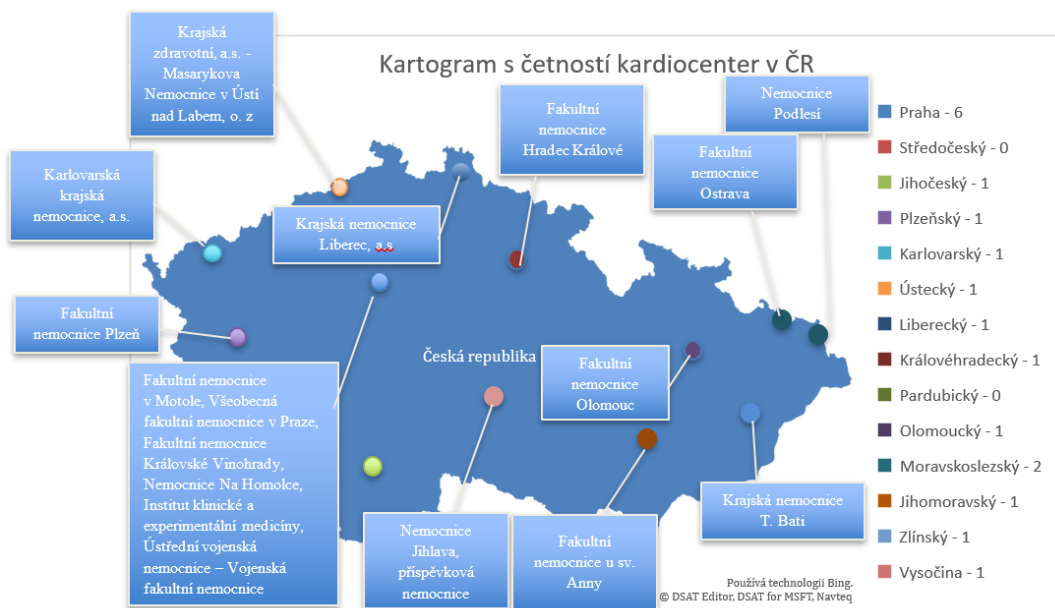 Kartogram s četností kardiocenter v ČR
Krajská
zdravotní, a.s. -
Masarykova
Nemocnice v Ústí
nad Labem, o. z
Karlovarská
krajská
nemocnice, a.s.
Fakultní
nemocnice Plzeň
Krajská nemocnice
Liberec, a.s
Fakultní
nemocnice
Hradec Králové
Fakultní
nemocnice
Ostrava
Nemocnice
Podlesí
Česká republika
Fakultní
nemocnice
Olomouc
Fakultní nemocnice
v Motole, Všeobecná
fakultní nemocnice v Praze,
Fakultní nemocnice
Královské Vinohrady,
Nemocnice Na Homolce,
Institut klinické a
experimentální medicíny,
Ústřední vojenská
nemocnice – Vojenská
fakultní nemocnice
Nemocnice
Jihlava,
příspěvková
nemocnice
Fakultní
nemocnice u sv.
Anny
Krajská nemocnice
T. Bati
Praha - 6
Středočeský - 0
Jihočeský - 1
Plzeňský - 1
Karlovarský - 1
Ústecký - 1
Liberecký - 1
Královéhradecký - 1
Pardubický - 0
Olomoucký - 1
Moravskoslezský - 2
Jihomoravský - 1
Zlínský - 1
Vysočina - 1
Používá technologii Bing.
© DSAT Editor, DSAT for MSFT, Navteq